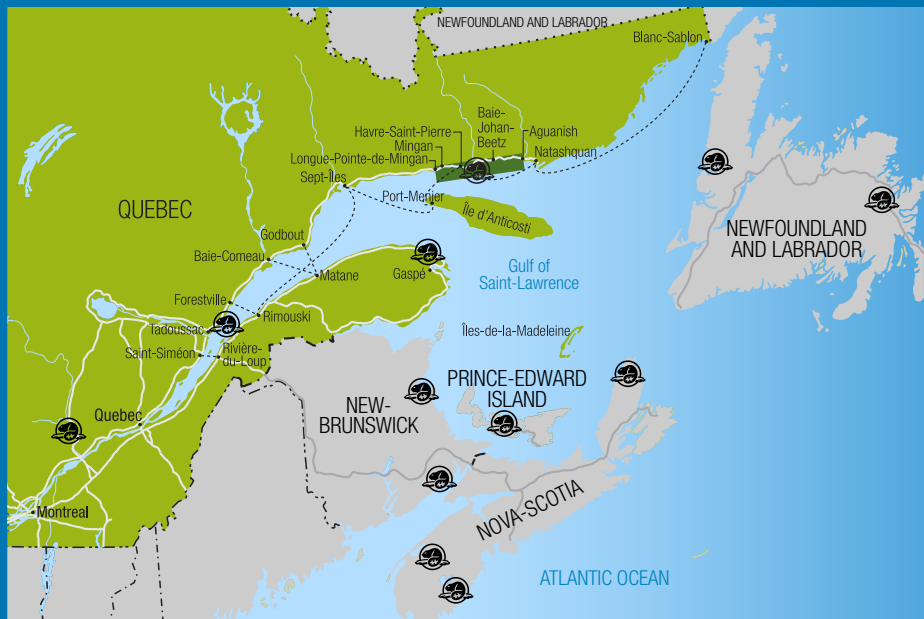 NEWFOUNDLAND AND LABRADOR
Blanc-Sablon
Baie-
Johan-
Beetz
Havre-Saint-Pierre
Aguanish
Mingan
Natashquan
Longue-Pointe-de-Mingan
Sept-Îles
Port-Menier
Île d'Anticosti
QUEBEC
NEWFOUNDLAND
AND LABRADOR
Godbout
Baie-Comeau
Matane
Gaspé
Gulf of
Saint-Lawrence
Forestville
Rimouski
Tadoussac
Îles-de-la-Madeleine
Saint-Siméon
Rivière-
du-Loup
PRINCE-EDWARD
ISLAND
NEW-
BRUNSWICK
Quebec
Montreal
NOVA-SCOTIA
ATLANTIC OCEAN